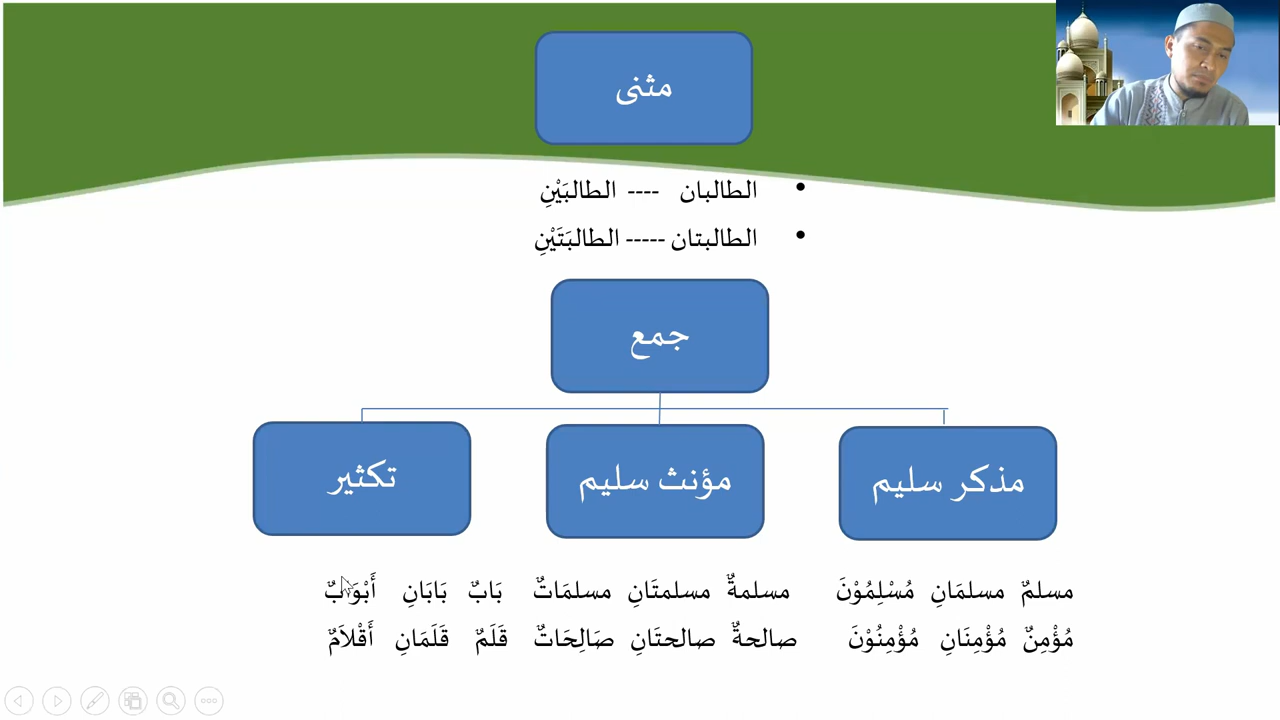 مثنى
الطالبان ---- الطالبَيْنِ
الطالبتان ----- الطالبَتَيْنِ
جمع
مذكر سليم
مؤنث سليم
تكثير
مسلمٌ مسلمَانِ مُسْلِمُوْنَ
مُؤْمِنٌ مُؤْمِنَانِ مُؤْمِنُوْنَ
مسلمةٌ مسلمتَانِ مسلمَاتٌ
صالحةٌ صالحتَانِ صَالِحَاتٌ
بَابٌ بَابَانِ أَبْوَابٌ
قَلَمٌ قَلَمَانِ أَقْلاَمٌ